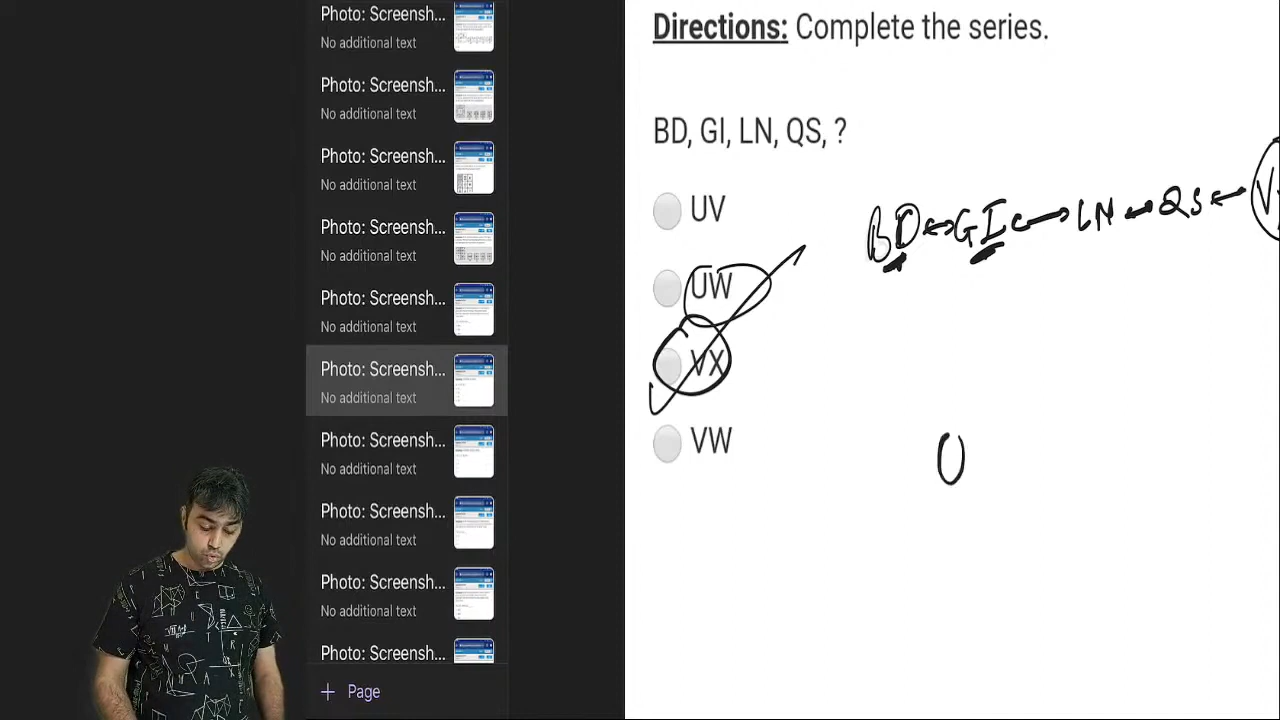 Photo: Screensh...
No additional text
Photo: Screensh...
No additional text
Photo: Screensh...
No additional text
Photo: Screensh...
No additional text
Photo: Screensh...
No additional text
Photo: Screensh...
No additional text
Photo: Screensh...
No additional text
Photo: Screensh...
No additional text
Photo: Screensh...
No additional text
Photo: Screensh...
+ Page
Directions: Complete the series.
BD, GI, LN, QS, ?
UV
UW
VX
VW
BD GI LN QS V
0